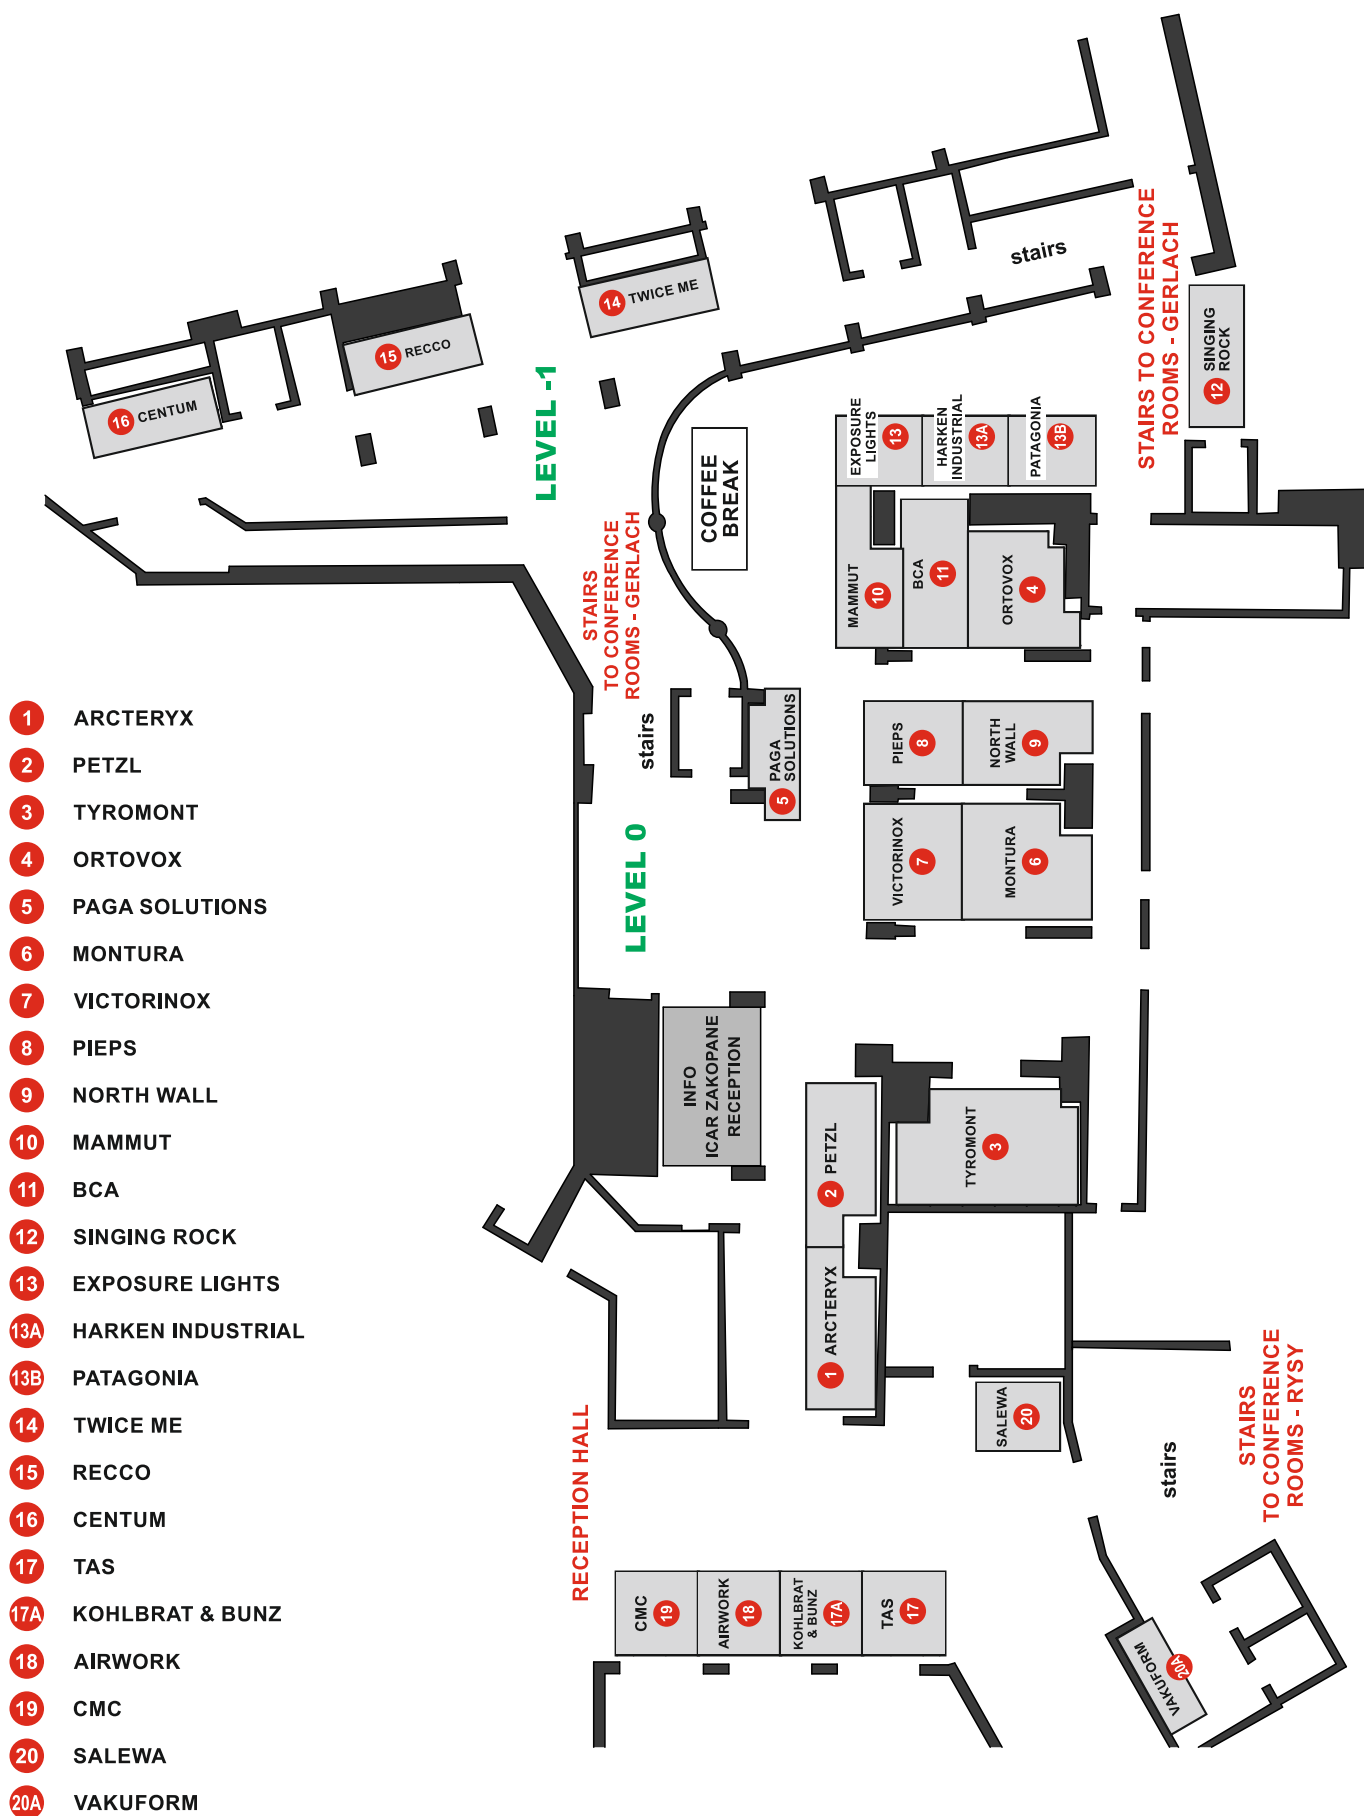 stairs
STAIRS TO CONFERENCE
ROOMS - GERLACH
14 TWICE ME
15 RECCO
16 CENTUM
LEVEL -1
SINGING
ROCK
12
EXPOSURE
LIGHTS
13
HARKEN
INDUSTRIAL
13A
PATAGONIA
13B
COFFEE
BREAK
STAIRS
TO CONFERENCE
ROOMS - GERLACH
MAMMUT
10
BCA
11
ORTOVOX
4
stairs
PAGA
SOLUTIONS
5
PIEPS
8
NORTH
WALL
9
LEVEL 0
VICTORINOX
7
MONTURA
6
INFO
ICAR ZAKOPANE
RECEPTION
2 PETZL
TYROMONT
3
1 ARCTERYX
SALEWA
20
RECEPTION HALL
stairs
STAIRS
TO CONFERENCE
ROOMS - RYSY
CMC
19
AIRWORK
18
KOHLBRAT
& BUNZ
17A
TAS
17
VAKUFORM
20A
1 ARCTERYX
2 PETZL
3 TYROMONT
4 ORTOVOX
5 PAGA SOLUTIONS
6 MONTURA
7 VICTORINOX
8 PIEPS
9 NORTH WALL
10 MAMMUT
11 BCA
12 SINGING ROCK
13 EXPOSURE LIGHTS
13A HARKEN INDUSTRIAL
13B PATAGONIA
14 TWICE ME
15 RECCO
16 CENTUM
17 TAS
17A KOHLBRAT & BUNZ
18 AIRWORK
19 CMC
20 SALEWA
20A VAKUFORM